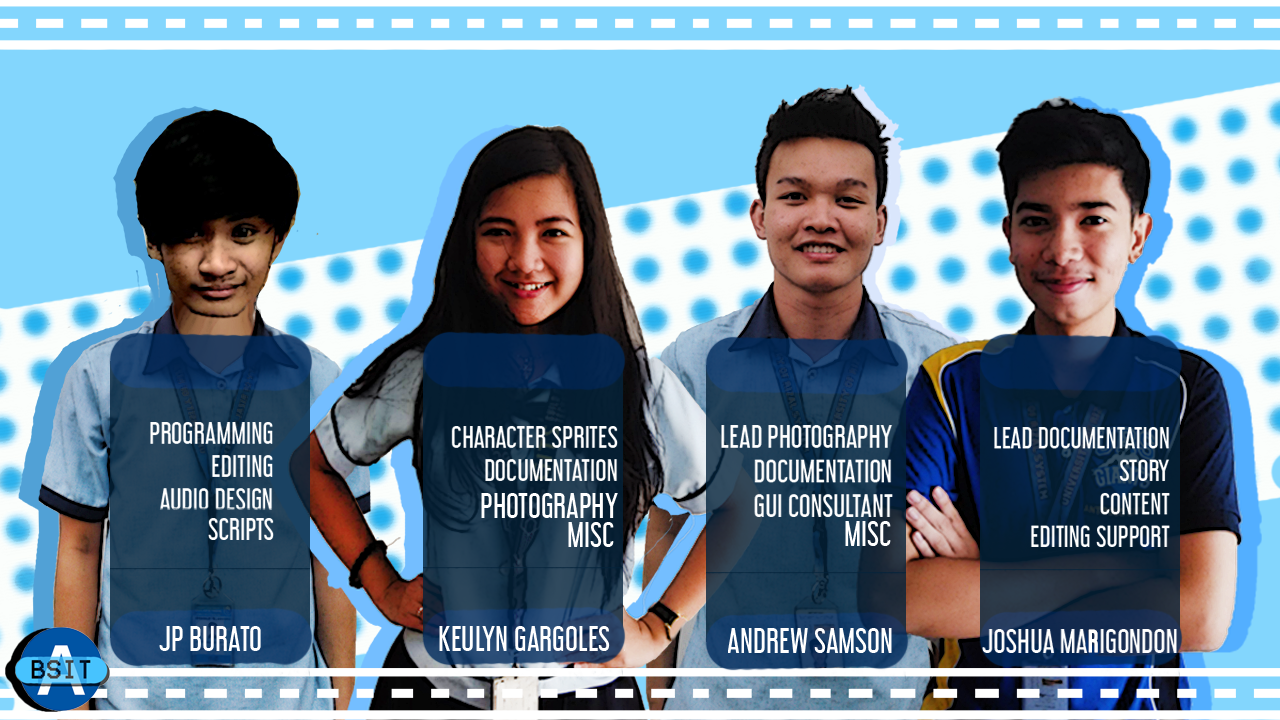 PROGRAMMING
EDITING
AUDIO DESIGN
SCRIPTS
JP BURATO
CHARACTER SPRITES
DOCUMENTATION
PHOTOGRAPHY
MISC
KEULYN GARGOLES
LEAD PHOTOGRAPHY
DOCUMENTATION
GUI CONSULTANT
MISC
ANDREW SAMSON
LEAD DOCUMENTATION
STORY
CONTENT
EDITING SUPPORT
JOSHUA MARIGONDON
A
BSIT